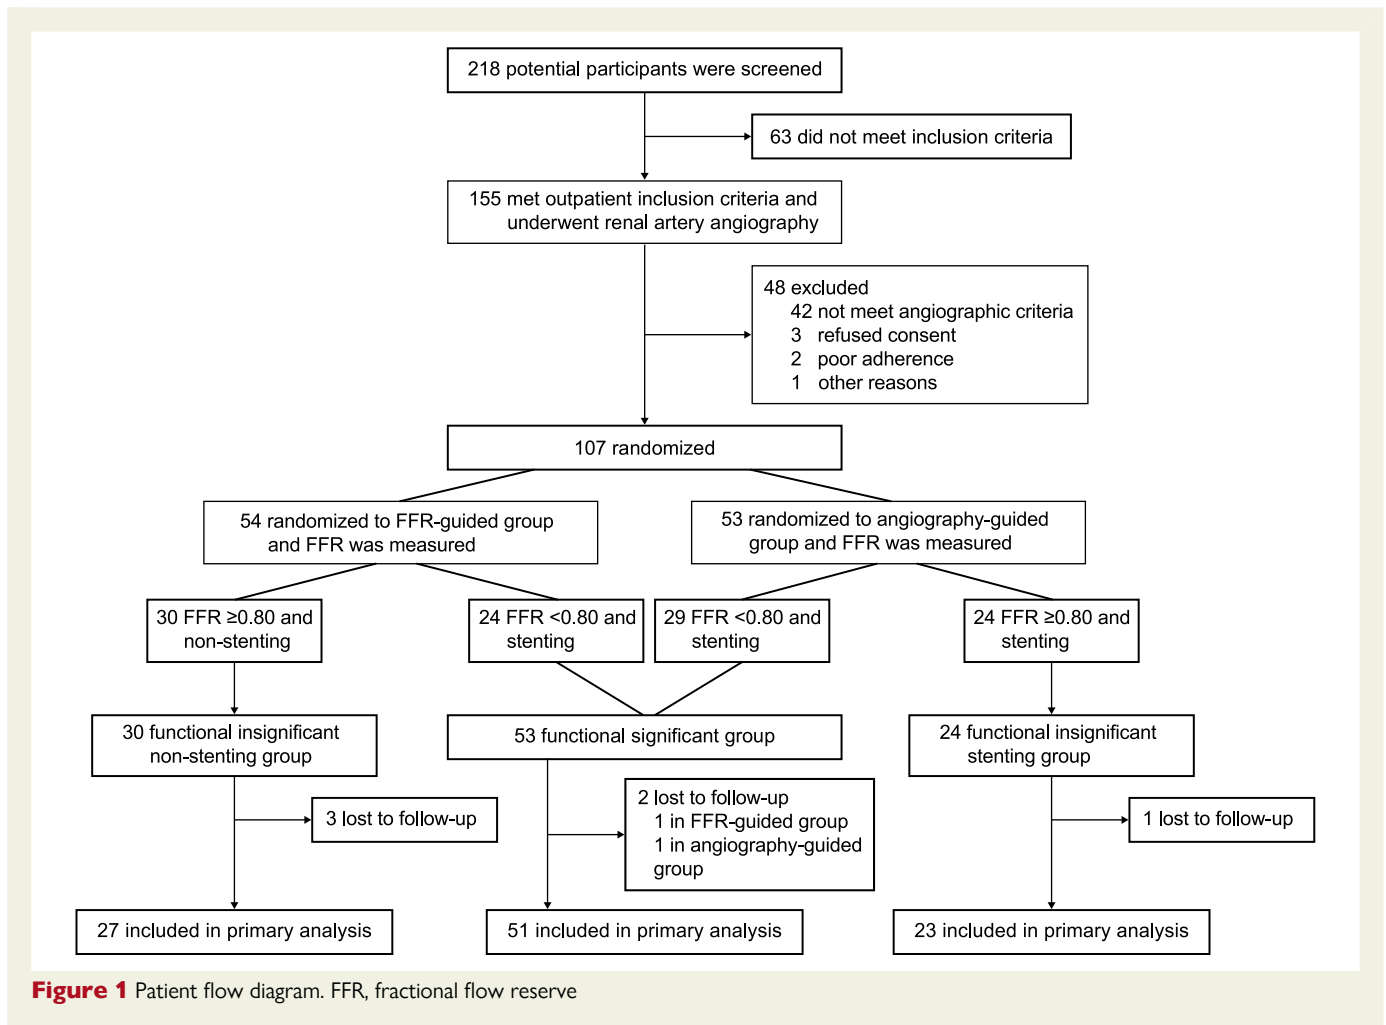 218 potential participants were screened
63 did not meet inclusion criteria
155 met outpatient inclusion criteria and
underwent renal artery angiography
48 excluded
42 not meet angiographic criteria
3 refused consent
2 poor adherence
1 other reasons
107 randomized
54 randomized to FFR-guided group
and FFR was measured
53 randomized to angiography-guided
group and FFR was measured
30 FFR ≥0.80 and
non-stenting
24 FFR <0.80 and
stenting
29 FFR <0.80 and
stenting
24 FFR ≥0.80 and
stenting
30 functional insignificant
non-stenting group
53 functional significant group
24 functional insignificant
stenting group
3 lost to follow-up
2 lost to follow-up
1 in FFR-guided group
1 in angiography-guided
group
1 lost to follow-up
27 included in primary analysis
51 included in primary analysis
23 included in primary analysis
Figure 1 Patient flow diagram. FFR, fractional flow reserve